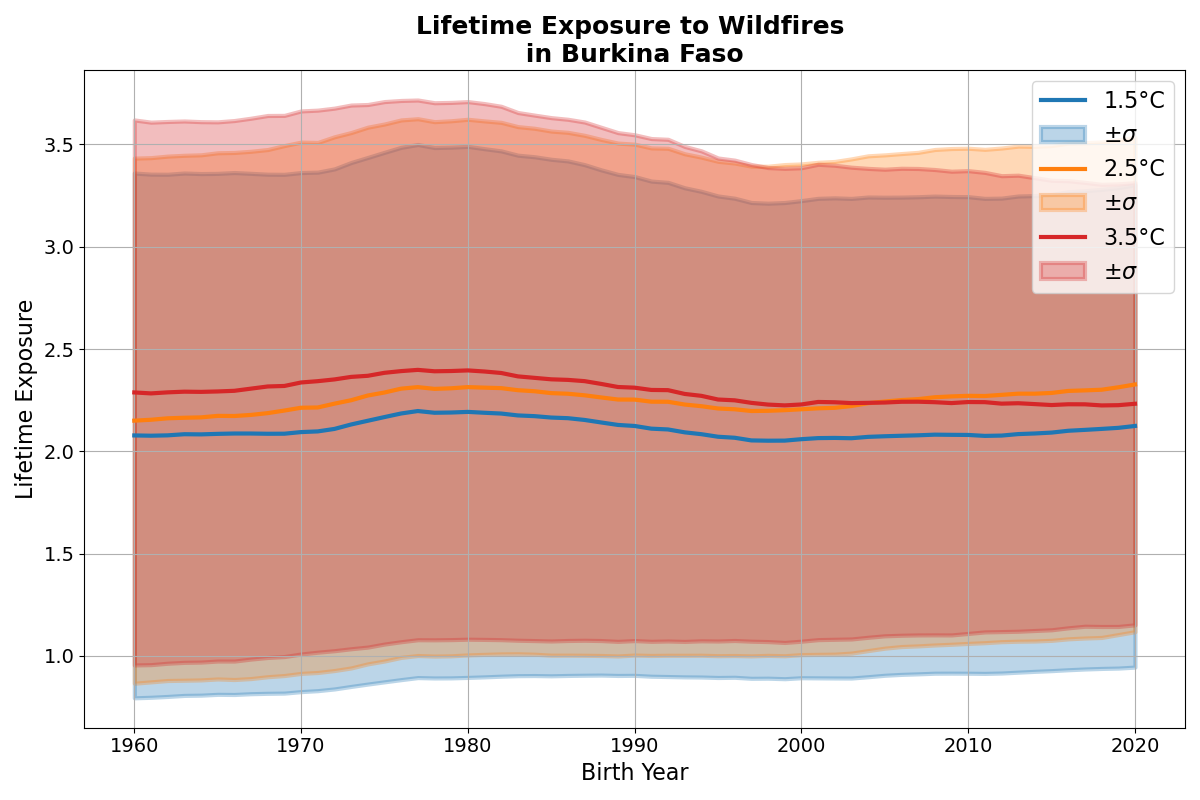 Lifetime Exposure to Wildfires
in Burkina Faso
Lifetime Exposure
3.5
3.0
2.5
2.0
1.5
1.0
1960
1970
1980
1990
2000
2010
2020
Birth Year
1.5°C
±σ
2.5°C
±σ
3.5°C
±σ